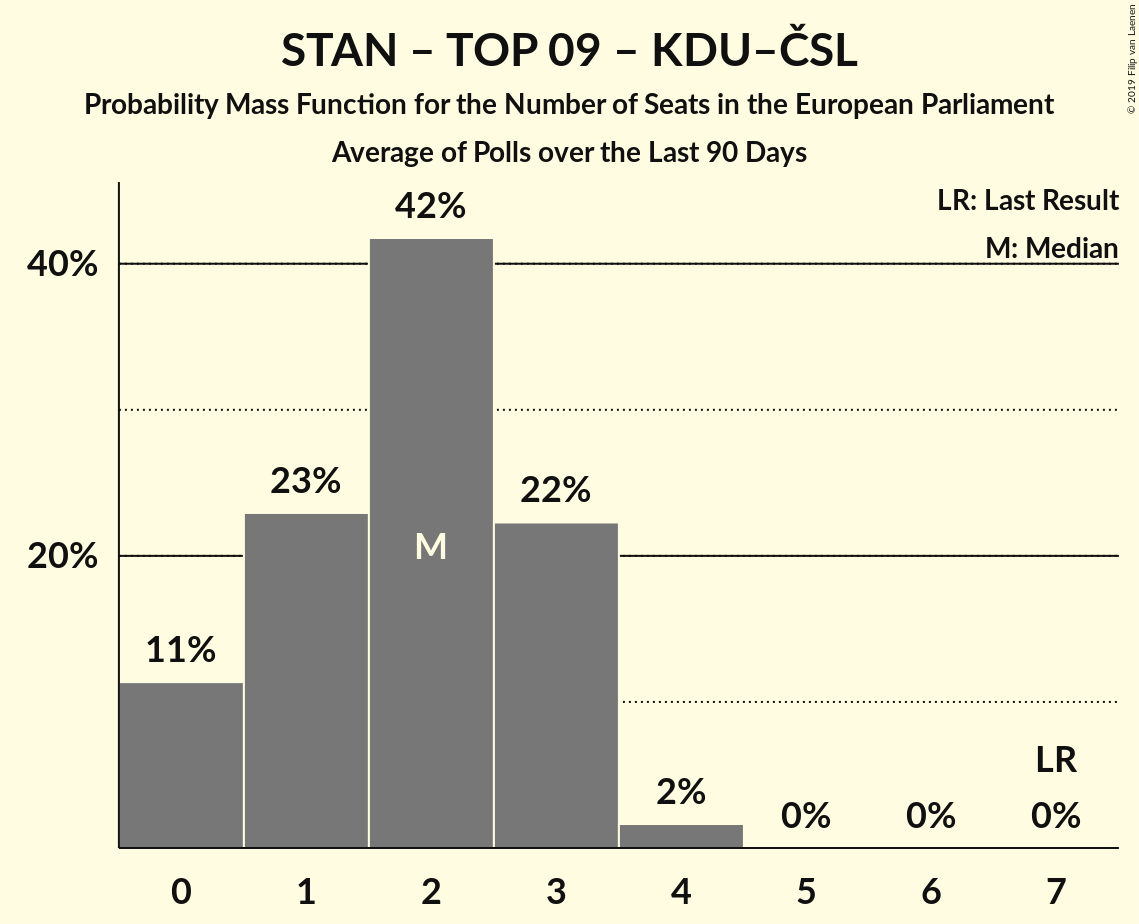 STAN – TOP 09 – KDU–ČSL
Probability Mass Function for the Number of Seats in the European Parliament
Average of Polls over the Last 90 Days
© 2019 Filip van Laenen
LR: Last Result
M: Median
40%
20%
11%
23%
42%
22%
2%
0%
0%
0%
M
LR
0 1 2 3 4 5 6 7